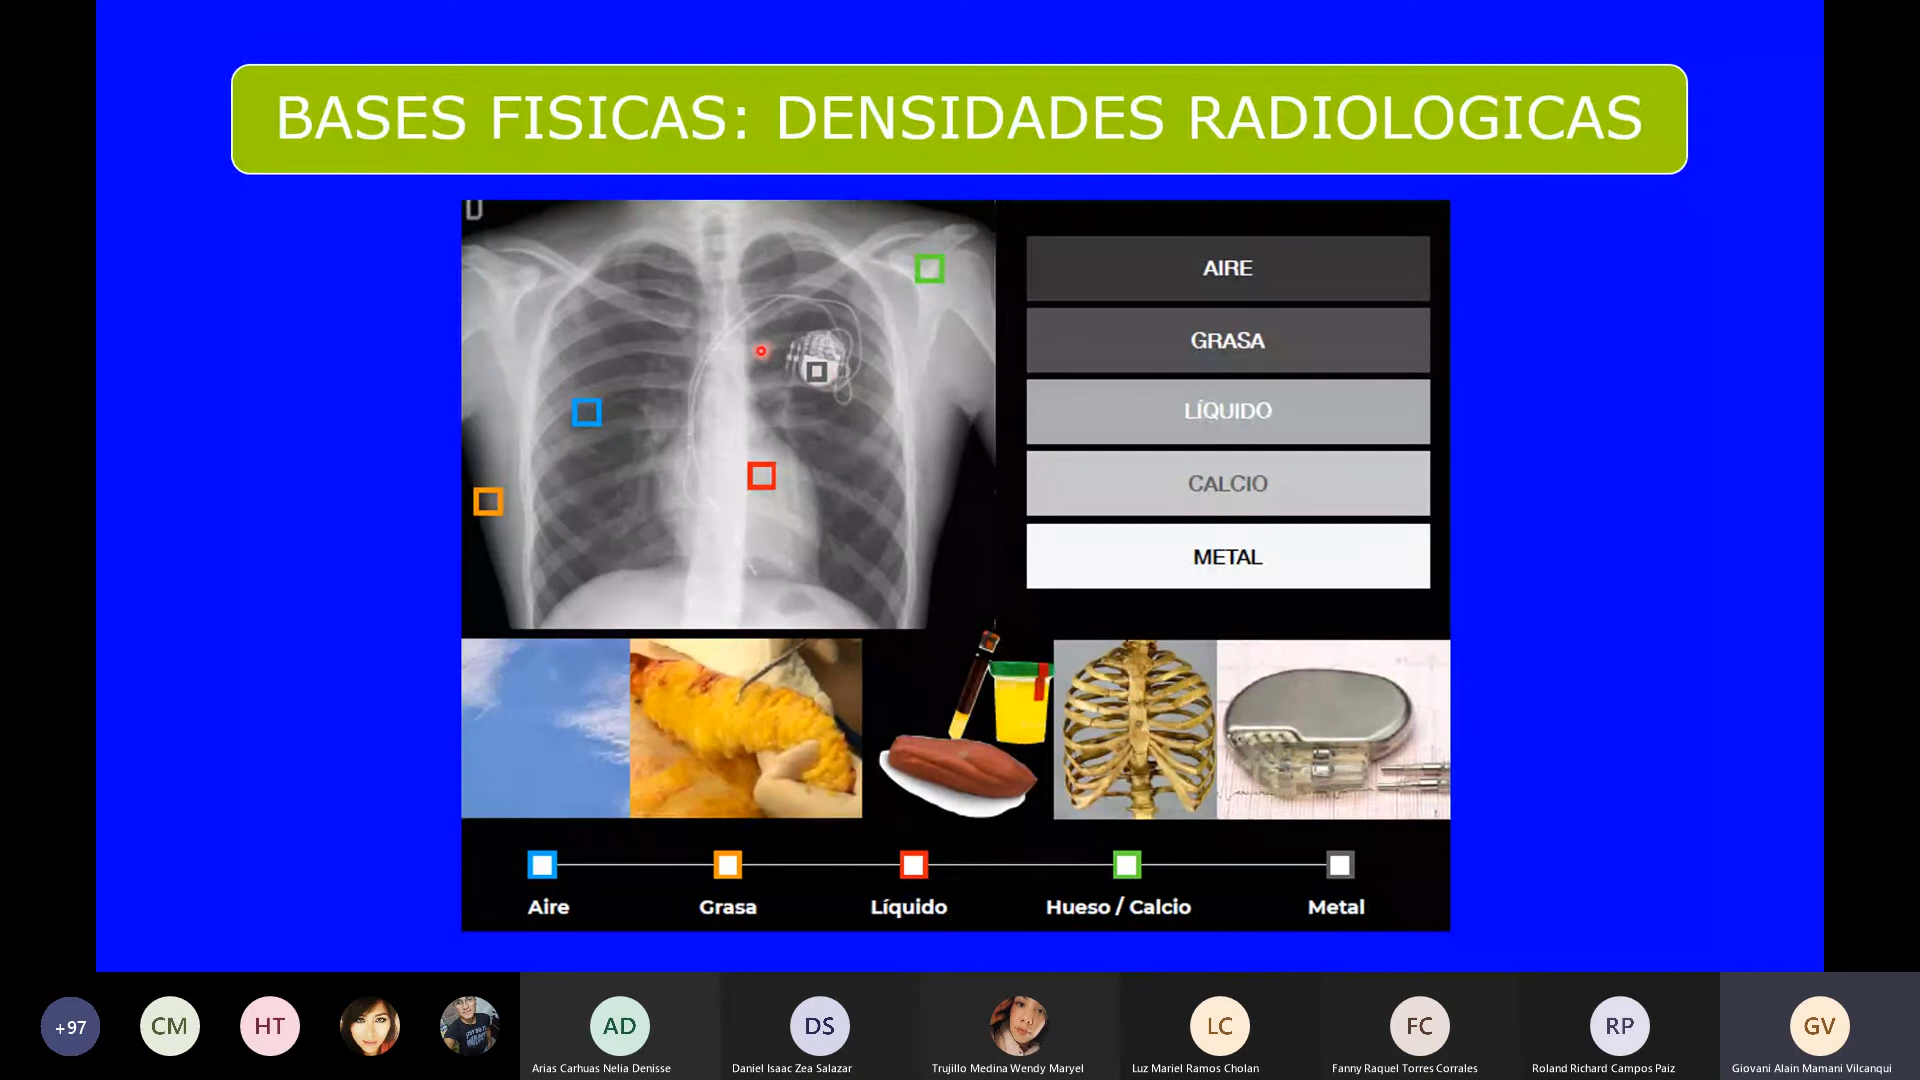 BASES FISICAS: DENSIDADES RADIOLOGICAS
D
AIRE
GRASA
LÍQUIDO
CALCIO
METAL
Aire
Grasa
Líquido
Hueso / Calcio
Metal
+97
CM
HT
AD
DS
LC
FC
RP
GV
Arias Carhuas Nelia Denisse
Daniel Isaac Zea Salazar
Trujillo Medina Wendy Maryel
Luz Mariel Ramos Cholan
Fanny Raquel Torres Corrales
Roland Richard Campos Paiz
Giovani Alain Mamani Vilcanqui